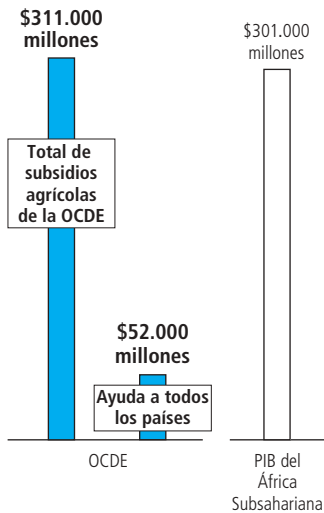 $311.000
millones
$301.000
millones
Total de
subsidios
agrícolas
de la OCDE
$52.000
millones
Ayuda a todos
los países
OCDE
PIB del
África
Subsahariana